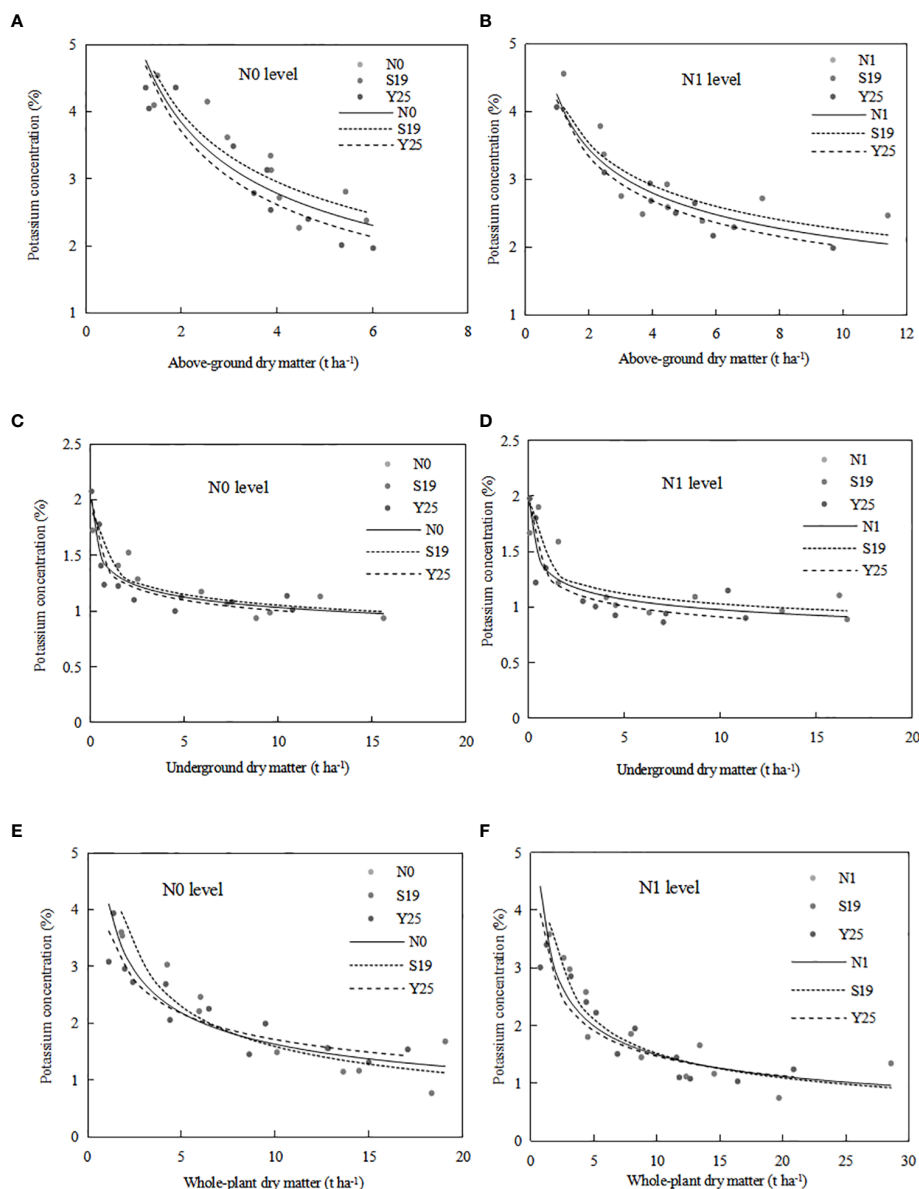 A
5
4
3
2
1
0
2
4
6
8
N0 level
N0
S19
Y25
N0
S19
Y25
Potassium concentration (%)
Above-ground dry matter (t ha⁻¹)
B
5
4
3
2
1
0
2
4
6
8
10
12
N1 level
N1
S19
Y25
N1
S19
Y25
Potassium concentration (%)
Above-ground dry matter (t ha⁻¹)
C
2.5
2
1.5
1
0.5
0
0
5
10
15
20
N0 level
N0
S19
Y25
N0
S19
Y25
Potassium concentration (%)
Underground dry matter (t ha⁻¹)
D
2.5
2
1.5
1
0.5
0
0
5
10
15
20
N1 level
N1
S19
Y25
N1
S19
Y25
Potassium concentration (%)
Underground dry matter (t ha⁻¹)
E
5
4
3
2
1
0
0
5
10
15
20
N0 level
N0
S19
Y25
N0
S19
Y25
Potassium concentration (%)
Whole-plant dry matter (t ha⁻¹)
F
5
4
3
2
1
0
0
5
10
15
20
25
30
N1 level
N1
S19
Y25
N1
S19
Y25
Potassium concentration (%)
Whole-plant dry matter (t ha⁻¹)